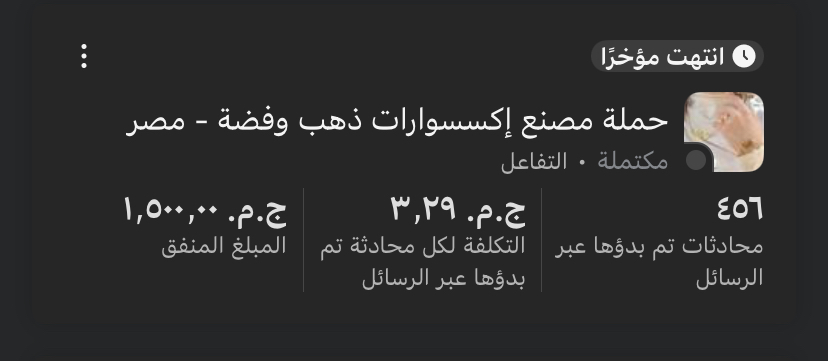 انتهت مؤخرًا
حملة مصنع إكسسوارات ذهب وفضة - مصر
مكتملة • التفاعل
٤٥٦
محادثات تم بدؤها عبر
الرسائل
ج.م. ٣,٢٩
التكلفة لكل محادثة تم
بدؤها عبر الرسائل
ج.م. ١,٥٠٠,٠٠
المبلغ المنفق